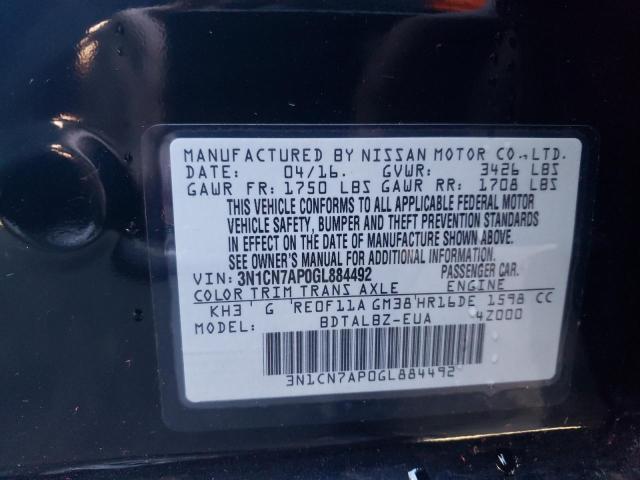 MANUFACTURED BY NISSAN MOTOR CO.,LTD.
DATE: 04/16. GVWR: 3426 LBS
GAWR FR: 1750 LBS GAWR RR: 1708 LBS
THIS VEHICLE CONFORMS TO ALL APPLICABLE FEDERAL MOTOR
VEHICLE SAFETY, BUMPER AND THEFT PREVENTION STANDARDS
IN EFFECT ON THE DATE OF MANUFACTURE SHOWN ABOVE.
SEE OWNER'S MANUAL FOR ADDITIONAL INFORMATION.
VIN: 3N1CN7AP0GL884492 PASSENGER CAR.
COLOR TRIM TRANS AXLE ENGINE
KH3 G RE0F11A GM38 HR16DE 1598 CC
MODEL: BDTALBZ-EUA 4Z000
3N1CN7AP0GL884492